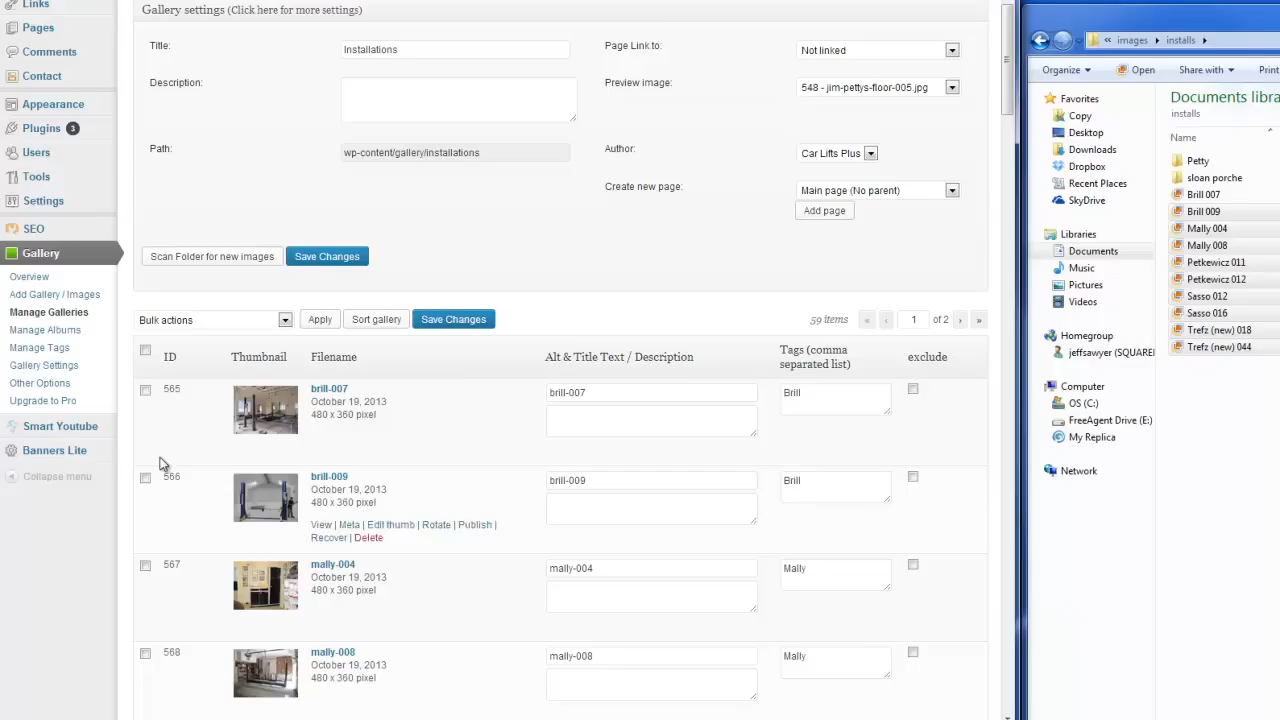 Links
Pages
Comments
Contact
Appearance
Plugins 3
Users
Tools
Settings
SEO
Gallery
Overview
Add Gallery / Images
Manage Galleries
Manage Albums
Manage Tags
Gallery Settings
Other Options
Upgrade to Pro
Smart Youtube
Banners Lite
Collapse menu
Gallery settings (Click here for more settings)
Title: Installations
Page Link to: Not linked
Description:
Preview image: 548 - jim-pettys-floor-005.jpg
Path: wp-content/gallery/installations
Author: Car Lifts Plus
Create new page: Main page (No parent)
Add page
Scan Folder for new images Save Changes
Bulk actions Apply Sort gallery Save Changes 59 items « ‹ 1 of 2 › »
ID Thumbnail Filename Alt & Title Text / Description Tags (comma separated list) exclude
565 brill-007 brill-007 Brill
October 19, 2013
480 x 360 pixel
566 brill-009 brill-009 Brill
October 19, 2013
480 x 360 pixel
View | Meta | Edit thumb | Rotate | Publish |
Recover | Delete
567 mally-004 mally-004 Mally
October 19, 2013
480 x 360 pixel
568 mally-008 mally-008 Mally
October 19, 2013
480 x 360 pixel
« images installs
Organize Open Share with Print
Favorites
Copy
Desktop
Downloads
Dropbox
Recent Places
SkyDrive
Libraries
Documents
Music
Pictures
Videos
Homegroup
jeffsawyer (SQUARE
Computer
OS (C:)
FreeAgent Drive (E:)
My Replica
Network
Documents libra
installs
Name
Petty
sloan porche
Brill 007
Brill 009
Mally 004
Mally 008
Petkewicz 011
Petkewicz 012
Sasso 012
Sasso 016
Trefz (new) 018
Trefz (new) 044